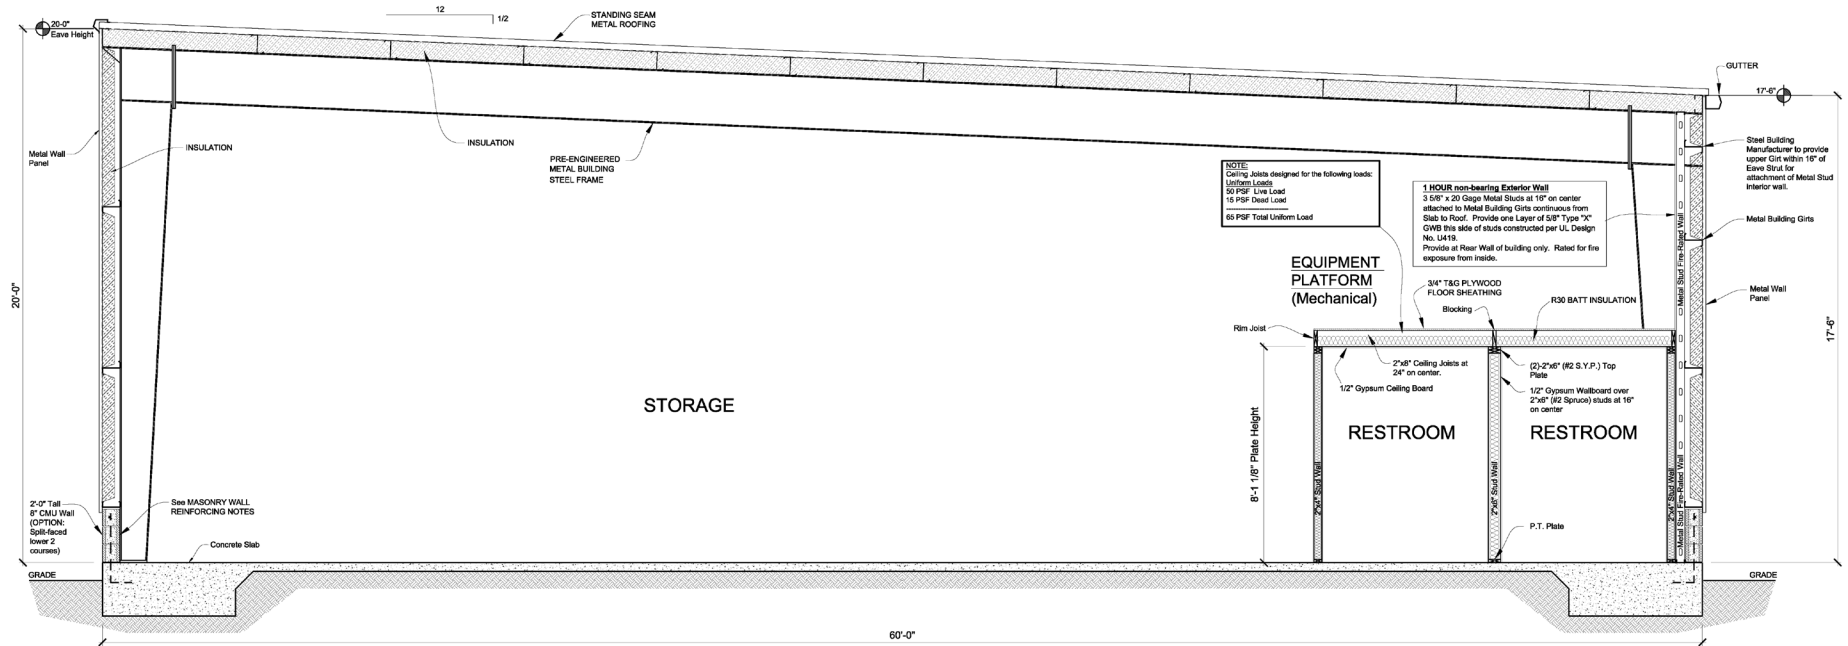 12
1/2
STANDING SEAM
METAL ROOFING
20'-0"
Eave Height
GUTTER
17'-6"
INSULATION
INSULATION
Metal Wall
Panel
PRE-ENGINEERED
METAL BUILDING
STEEL FRAME
NOTE:
Ceiling Joists designed for the following loads:
Uniform Loads
50 PSF Live Load
15 PSF Dead Load
--------------------
65 PSF Total Uniform Load
1 HOUR non-bearing Exterior Wall
3 5/8" x 20 Gage Metal Studs at 16" on center
attached to Metal Building Girts continuous from
Slab to Roof. Provide one Layer of 5/8" Type "X"
GWB this side of studs constructed per UL Design
No. U419.
Provide at Rear Wall of building only. Rated for fire
exposure from inside.
Steel Building
Manufacturer to provide
upper Girt within 16" of
Eave Strut for
attachment of Metal Stud
interior wall.
Metal Building Girts
Metal Stud Fire-Rated Wall
EQUIPMENT
PLATFORM
(Mechanical)
3/4" T&G PLYWOOD
FLOOR SHEATHING
Blocking
R30 BATT INSULATION
Metal Wall
Panel
Rim Joist
20'-0"
17'-6"
2"x8" Ceiling Joists at
24" on center.
1/2" Gypsum Ceiling Board
(2)-2"x6" (#2 S.Y.P.) Top
Plate
1/2" Gypsum Wallboard over
2"x6" (#2 Spruce) studs at 16"
on center
STORAGE
RESTROOM
RESTROOM
8'-1 1/8" Plate Height
2"x4" Stud Wall
2"x6" Stud Wall
2"x4" Stud Wall
Metal Stud Fire-Rated Wall
2'-0" Tall
8" CMU Wall
(OPTION:
Split-faced
lower 2
courses)
See MASONRY WALL
REINFORCING NOTES
Concrete Slab
P.T. Plate
GRADE
GRADE
60'-0"